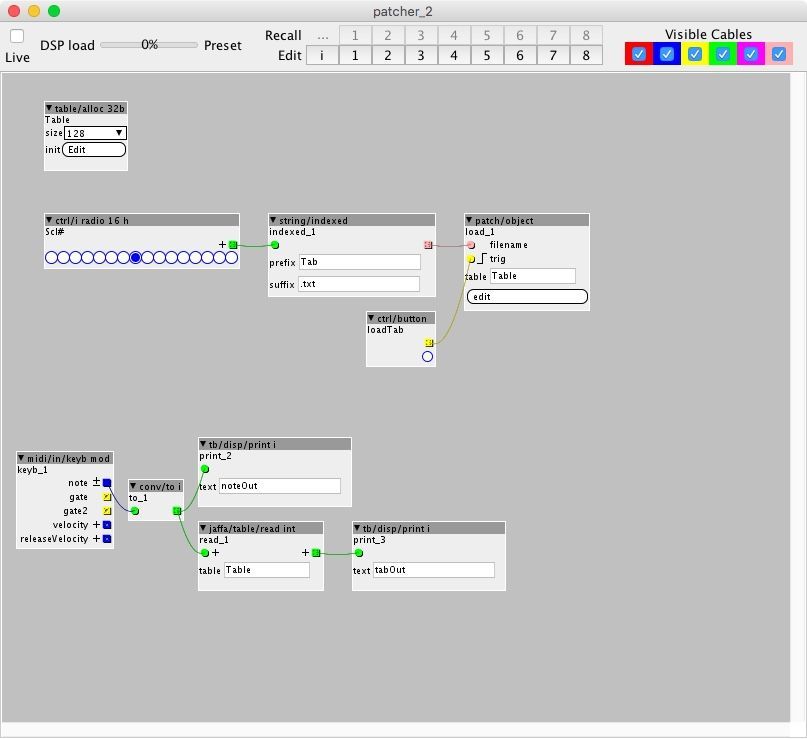 patcher_2
Live
DSP load 0% Preset
Recall ... 1 2 3 4 5 6 7 8
Edit i 1 2 3 4 5 6 7 8
Visible Cables
table/alloc 32b
Table
size 128
init Edit
ctrl/i radio 16 h
Scl#
+
string/indexed
indexed_1
prefix Tab
suffix .txt
patch/object
load_1
filename
trig
table Table
edit
ctrl/button
loadTab
midi/in/keyb mod
keyb_1
note ±
gate
gate2
velocity +
releaseVelocity +
conv/to i
to_1
tb/disp/print i
print_2
text noteOut
jaffa/table/read int
read_1
+ +
table Table
tb/disp/print i
print_3
text tabOut